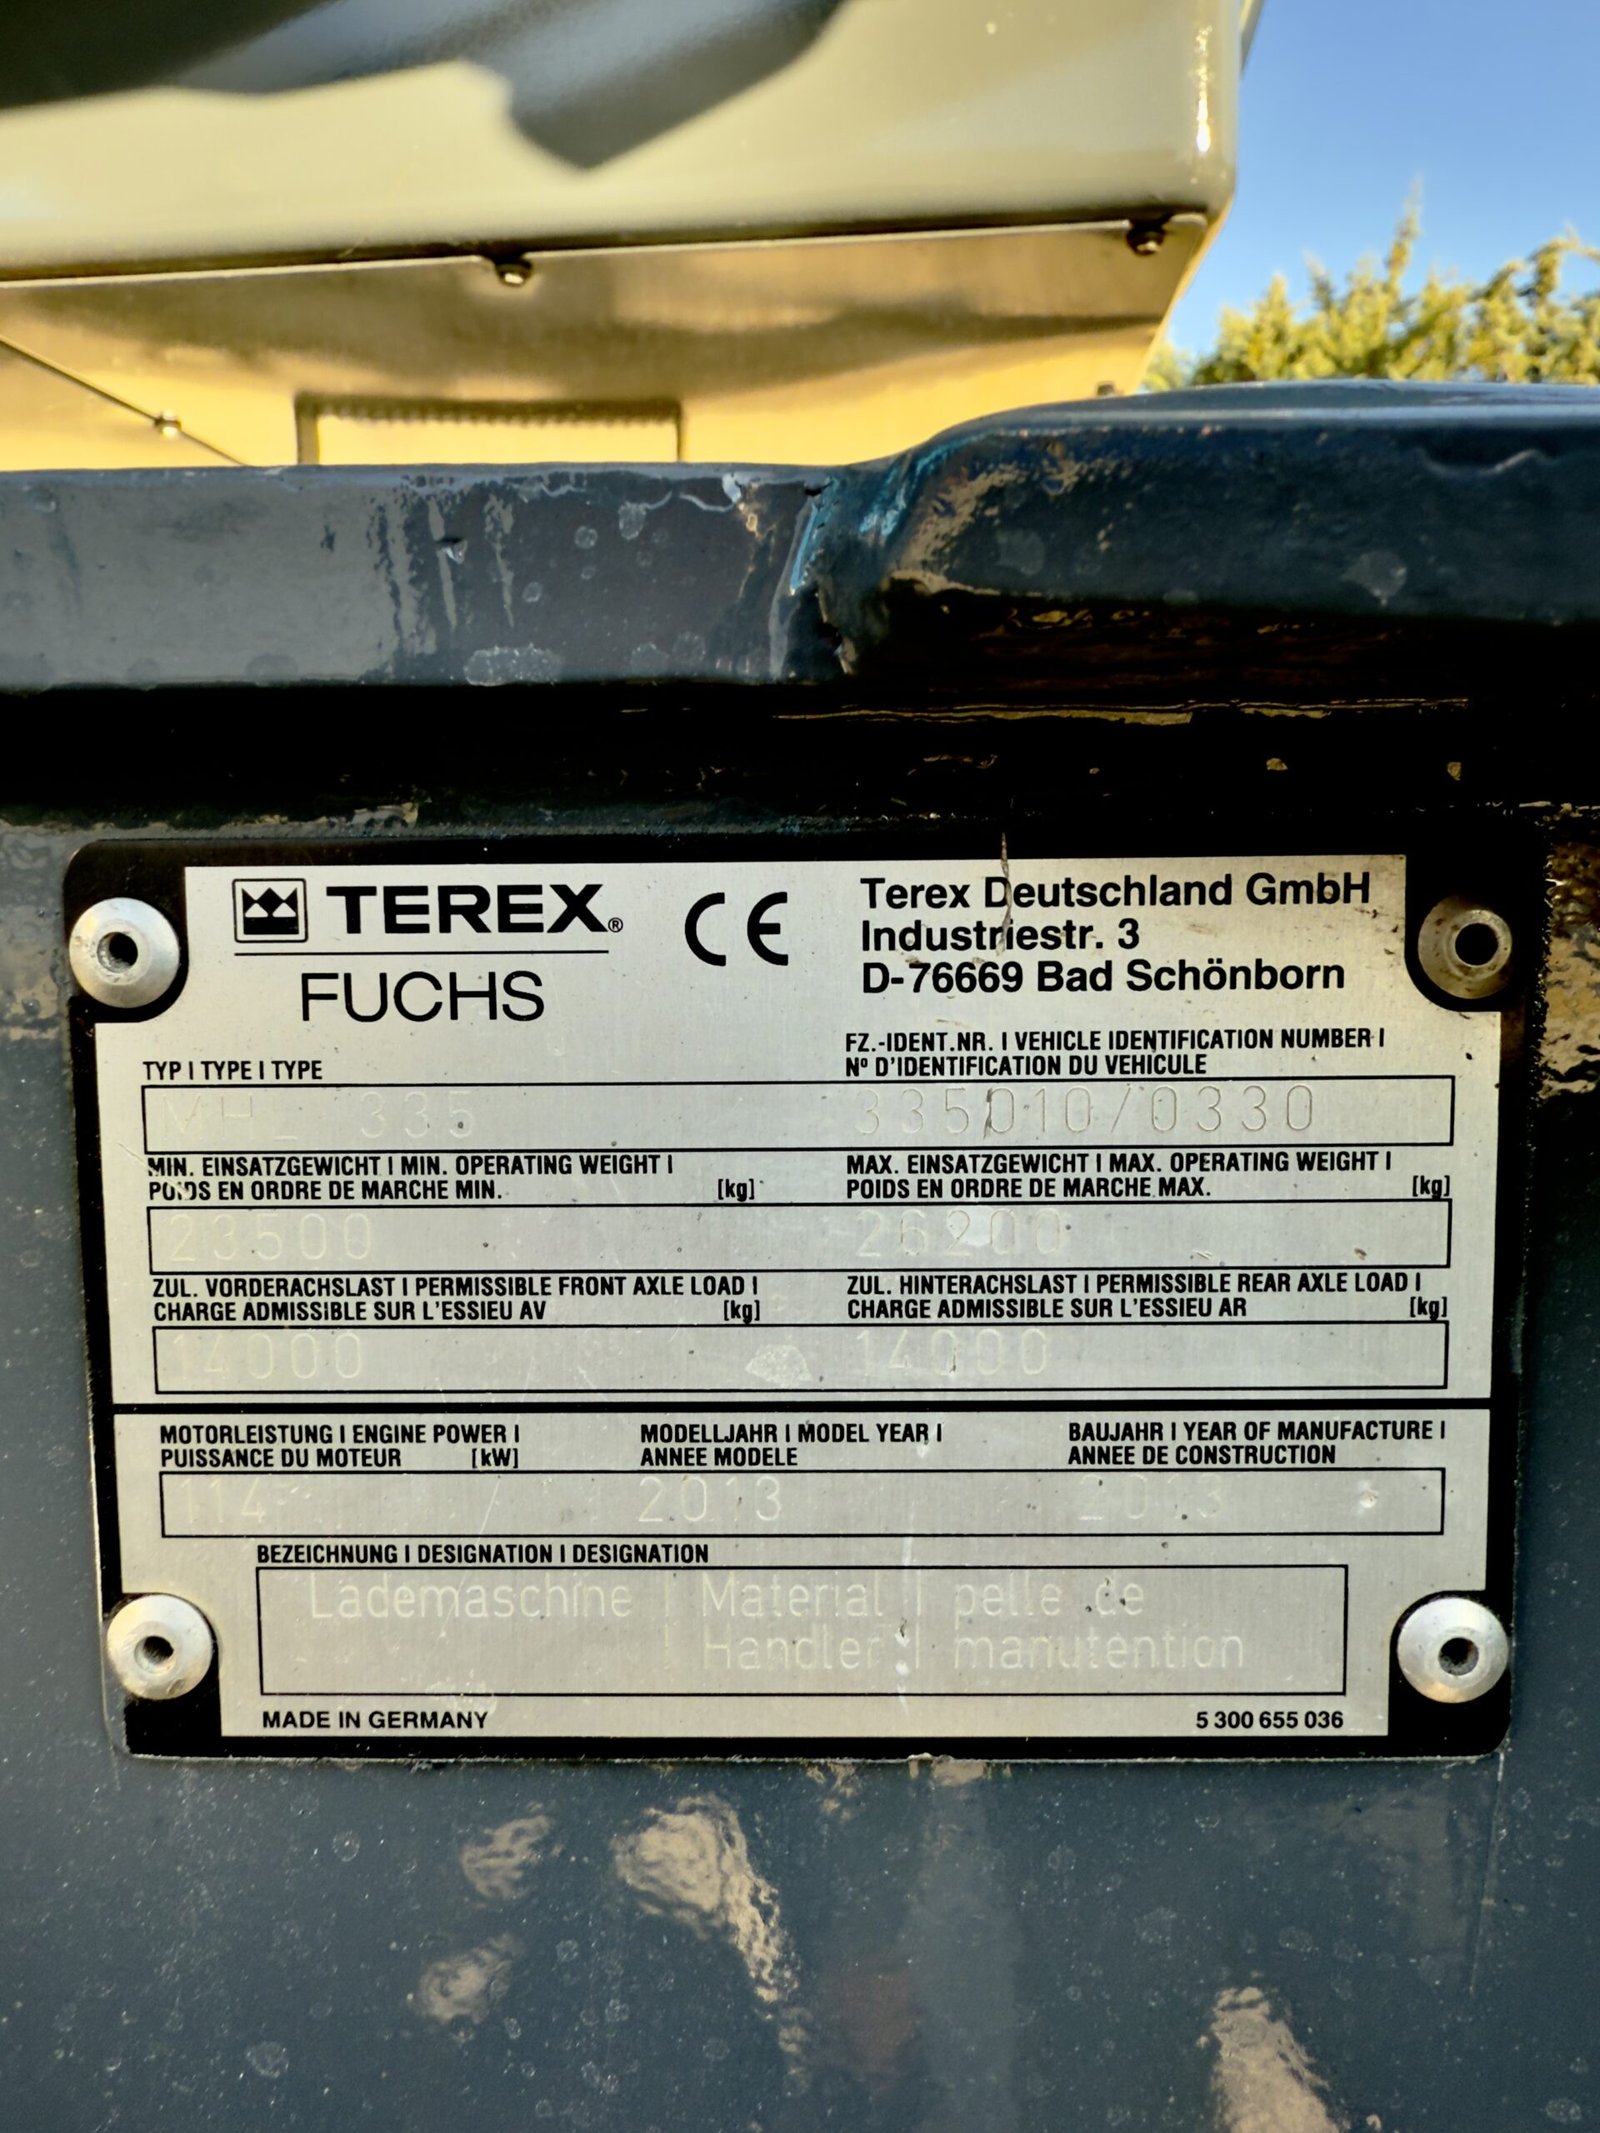 TEREX®
FUCHS
CE
Terex Deutschland GmbH
Industriestr. 3
D-76669 Bad Schönborn
TYP | TYPE | TYPE
FZ.-IDENT.NR. | VEHICLE IDENTIFICATION NUMBER |
Nº D'IDENTIFICATION DU VEHICULE
MHL 335
335010/0330
MIN. EINSATZGEWICHT | MIN. OPERATING WEIGHT |
POIDS EN ORDRE DE MARCHE MIN. [kg]
MAX. EINSATZGEWICHT | MAX. OPERATING WEIGHT |
POIDS EN ORDRE DE MARCHE MAX. [kg]
23500
26200
ZUL. VORDERACHSLAST | PERMISSIBLE FRONT AXLE LOAD |
CHARGE ADMISSIBLE SUR L'ESSIEU AV [kg]
ZUL. HINTERACHSLAST | PERMISSIBLE REAR AXLE LOAD |
CHARGE ADMISSIBLE SUR L'ESSIEU AR [kg]
14000
14000
MOTORLEISTUNG | ENGINE POWER |
PUISSANCE DU MOTEUR [kW]
MODELLJAHR | MODEL YEAR |
ANNEE MODELE
BAUJAHR | YEAR OF MANUFACTURE |
ANNEE DE CONSTRUCTION
114
2013
2013
BEZEICHNUNG | DESIGNATION | DESIGNATION
Lademaschine | Material | pelle de
| Handler | manutention
MADE IN GERMANY
5 300 655 036